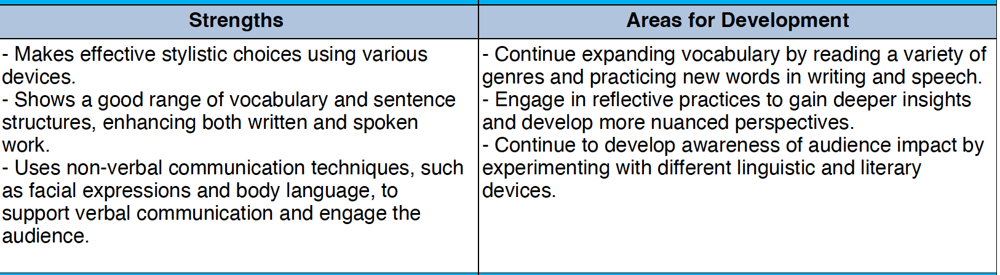 Strengths
Areas for Development
- Makes effective stylistic choices using various
devices.
- Shows a good range of vocabulary and sentence
structures, enhancing both written and spoken
work.
- Uses non-verbal communication techniques, such
as facial expressions and body language, to
support verbal communication and engage the
audience.
- Continue expanding vocabulary by reading a variety of
genres and practicing new words in writing and speech.
- Engage in reflective practices to gain deeper insights
and develop more nuanced perspectives.
- Continue to develop awareness of audience impact by
experimenting with different linguistic and literary
devices.